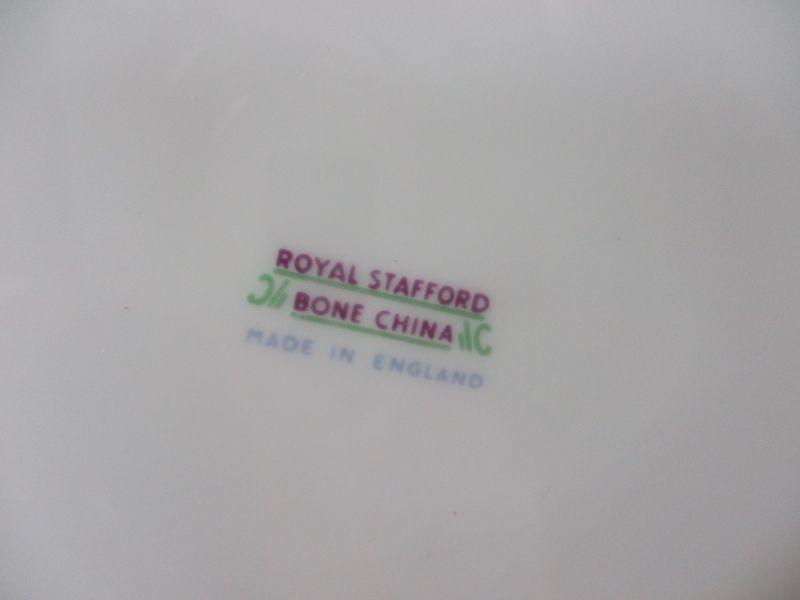 ROYAL STAFFORD
BONE CHINA
MADE IN ENGLAND